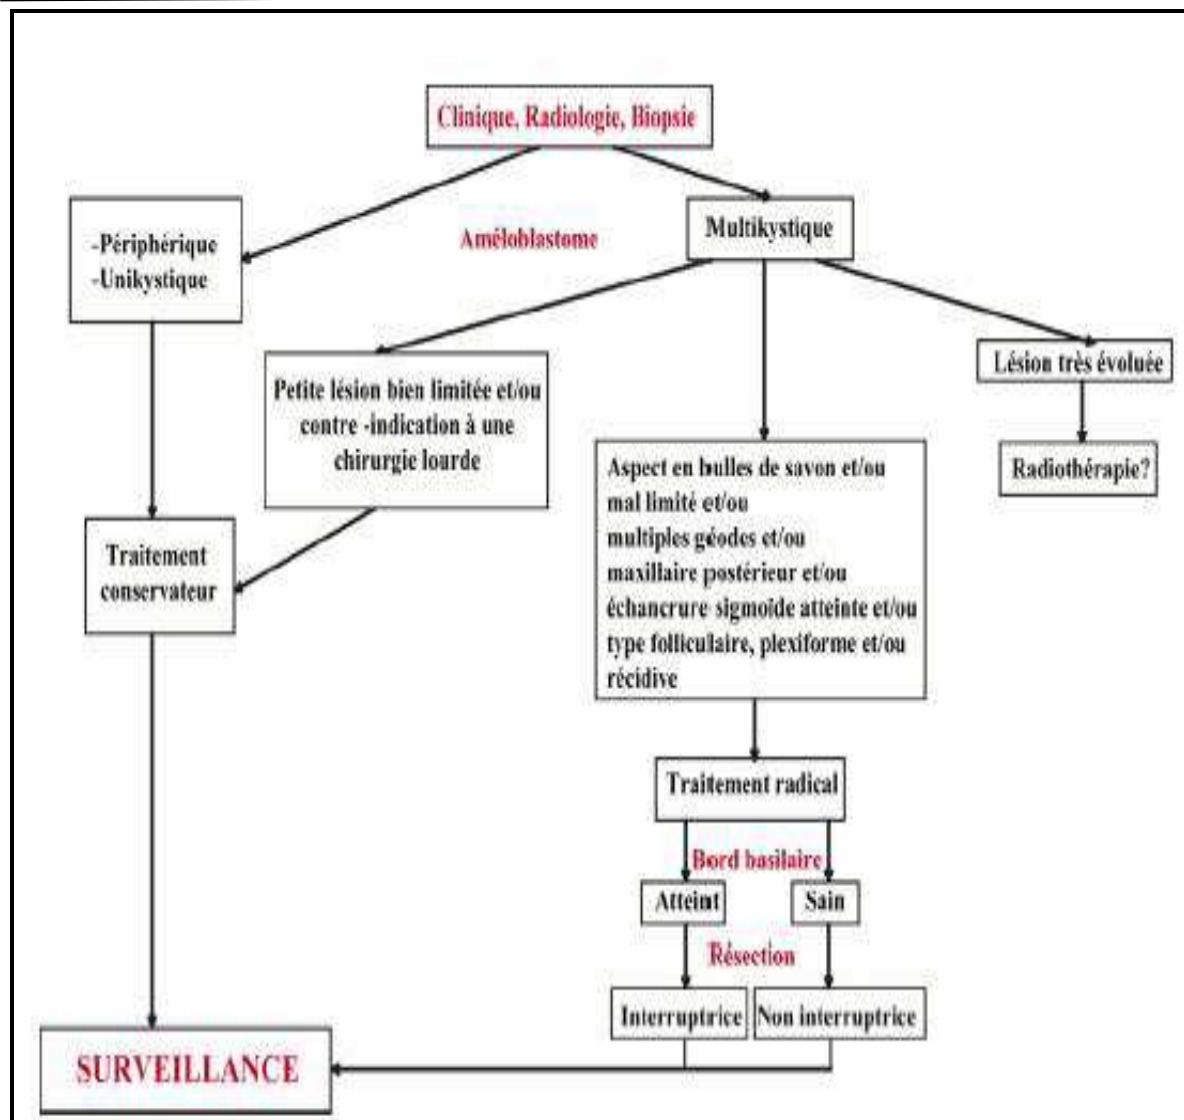 Clinique, Radiologie, Biopsie
-Périphérique
-Unikystique
Améloblastome
Multikystique
Petite lésion bien limitée et/ou
contre -indication à une
chirurgie lourde
Lésion très évoluée
Radiothérapie?
Aspect en bulles de savon et/ou
mal limité et/ou
multiples géodes et/ou
maxillaire postérieur et/ou
échancrure sigmoïde atteinte et/ou
type folliculaire, plexiforme et/ou
récidive
Traitement
conservateur
Traitement radical
Bord basilaire
Atteint
Sain
Résection
Interruptrice
Non interruptrice
SURVEILLANCE